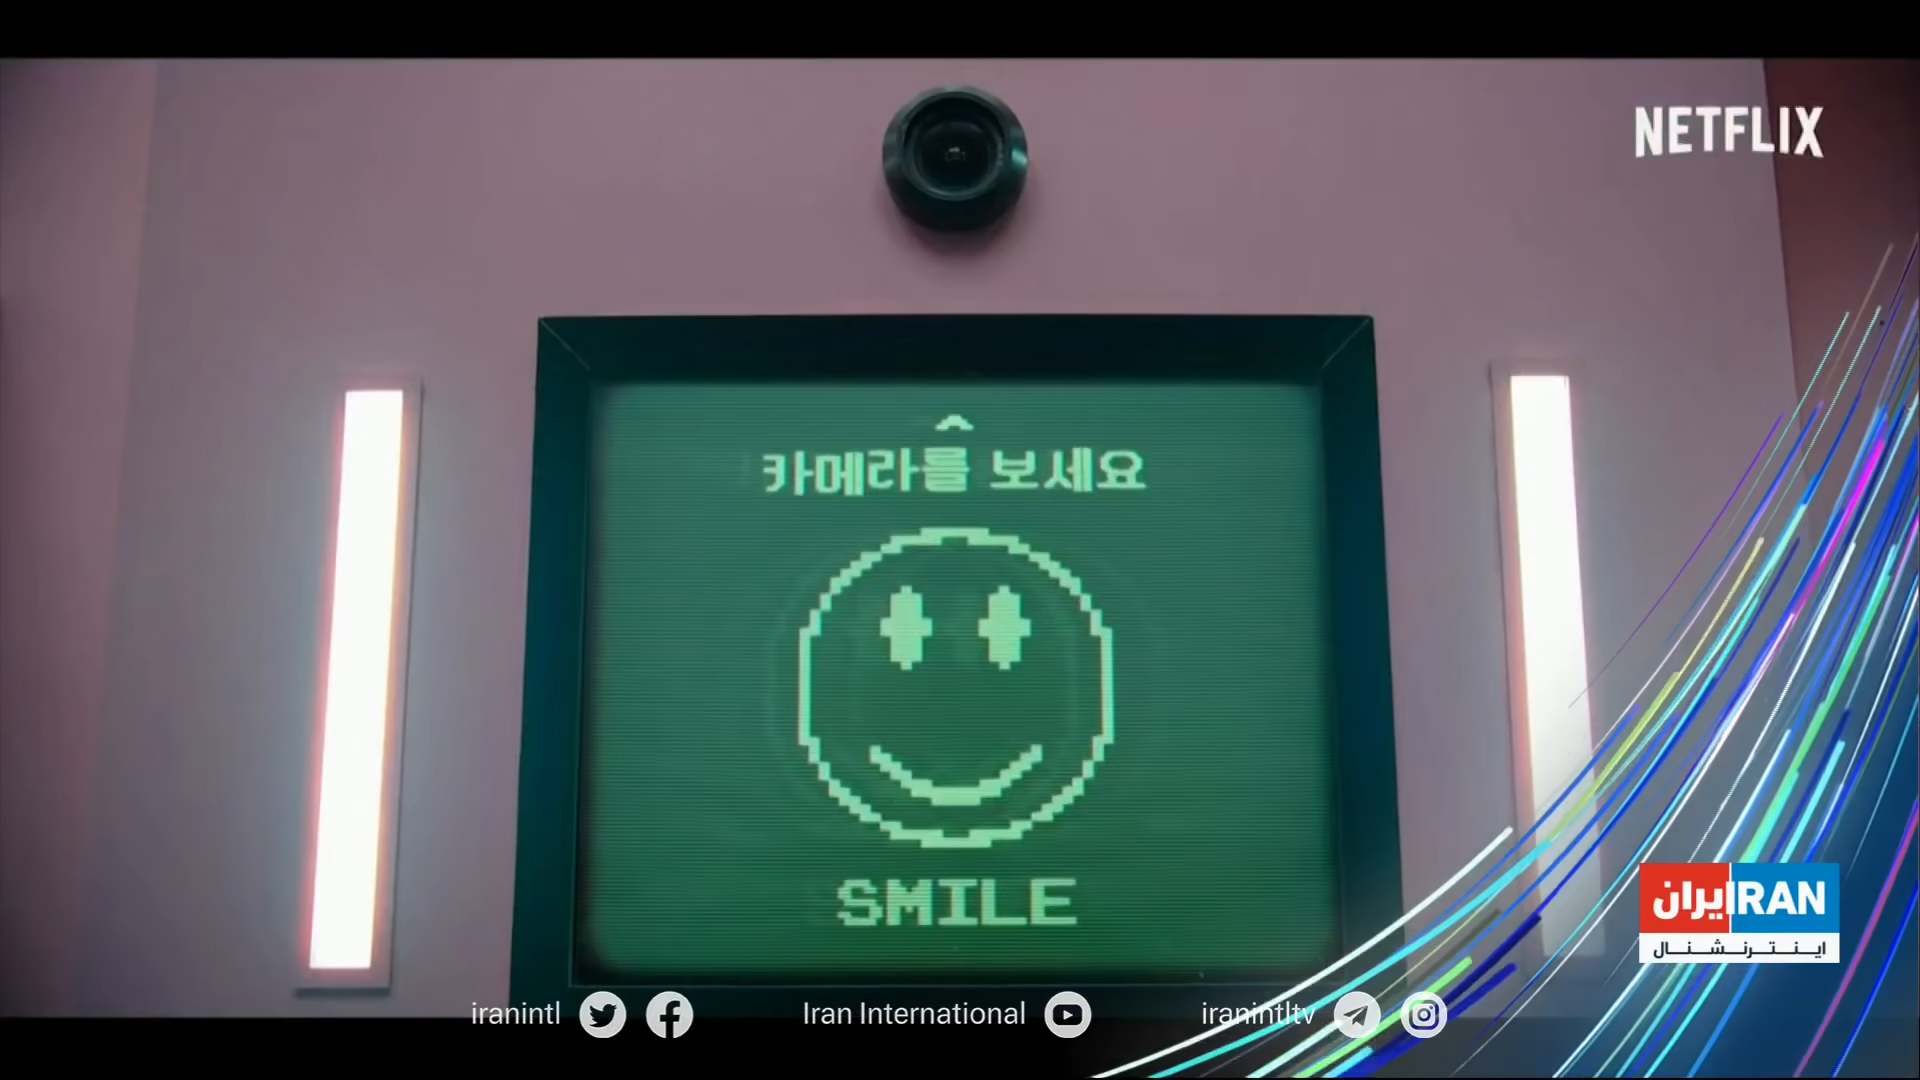 NETFLIX
카메라를 보세요
SMILE
ایران IRAN
اینترنشنال
iranintl
Iran International
iranintltv